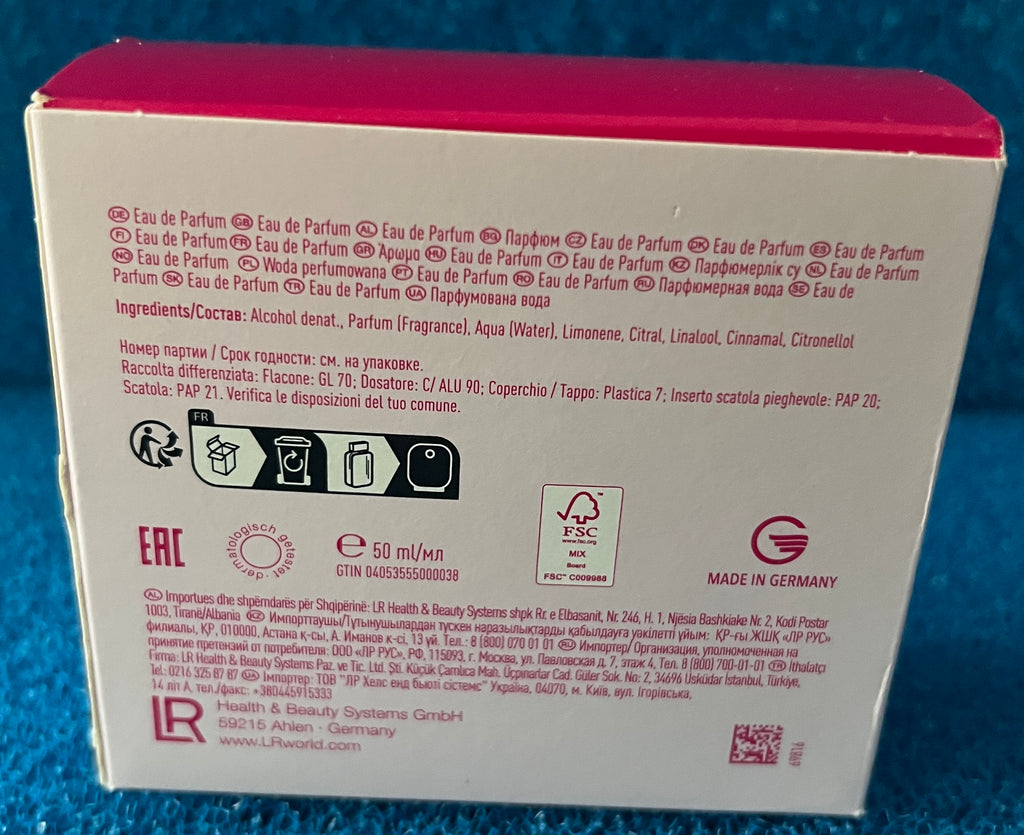 DE Eau de Parfum GB Eau de Parfum AL Eau de Parfum BG Парфюм CZ Eau de Parfum DK Eau de Parfum ES Eau de Parfum
FI Eau de Parfum FR Eau de Parfum GR Άρωμα HU Eau de Parfum IT Eau de Parfum KZ Парфюмерлік су NL Eau de Parfum
NO Eau de Parfum PL Woda perfumowana PT Eau de Parfum RO Eau de Parfum RU Парфюмерная вода SE Eau de
Parfum SK Eau de Parfum TR Eau de Parfum UA Парфумована вода
Ingredients/Состав: Alcohol denat., Parfum (Fragrance), Aqua (Water), Limonene, Citral, Linalool, Cinnamal, Citronellol
Номер партии / Срок годности: см. на упаковке.
Raccolta differenziata: Flacone: GL 70; Dosatore: C/ ALU 90; Coperchio / Tappo: Plastica 7; Inserto scatola pieghevole: PAP 20;
Scatola: PAP 21. Verifica le disposizioni del tuo comune.
FR
EAC
dermatologisch getestet
e 50 ml/мл
GTIN 04053555000038
FSC
www.fsc.org
MIX
Board
FSC™ C009988
G
MADE IN GERMANY
AL Importues dhe shpërndarës për Shqipërinë: LR Health & Beauty Systems shpk Rr. e Elbasanit, Nr. 246, H. 1, Njësia Bashkiake Nr. 2, Kodi Postar
1003, Tiranë/Albania KZ Импорттаушы/Тұтынушылардан түскен наразылықтарды қабылдауға уәкілетті ұйым: ҚР-ғы ЖШҚ «ЛР РУС»
филиалы, ҚР, 010000, Астана қ-сы, А. Иманов к-сі, 13 үй. Тел.: 8 (800) 070 01 01 RU Импортер/ Организация, уполномоченная на
принятие претензий от потребителя: ООО «ЛР РУС», РФ, 115093, г. Москва, ул. Павловская д. 7, этаж 4, Тел. 8 (800) 700-01-01 TR İthalatçı
Firma: LR Health & Beauty Systems Paz. ve Tic. Ltd. Şti. Küçük Çamlıca Mah. Üçpınarlar Cad. Güler Sok. No: 2, 34696 Üsküdar İstanbul, Türkiye,
Tel: 0216 325 87 87 UA Імпортер: ТОВ "ЛР Хелс енд б'юті сістемс" Україна, 04070, м. Київ, вул. Ігорівська,
14 літ А, тел./факс: +380445915333
LR Health & Beauty Systems GmbH
59215 Ahlen · Germany
www.LRworld.com
69816